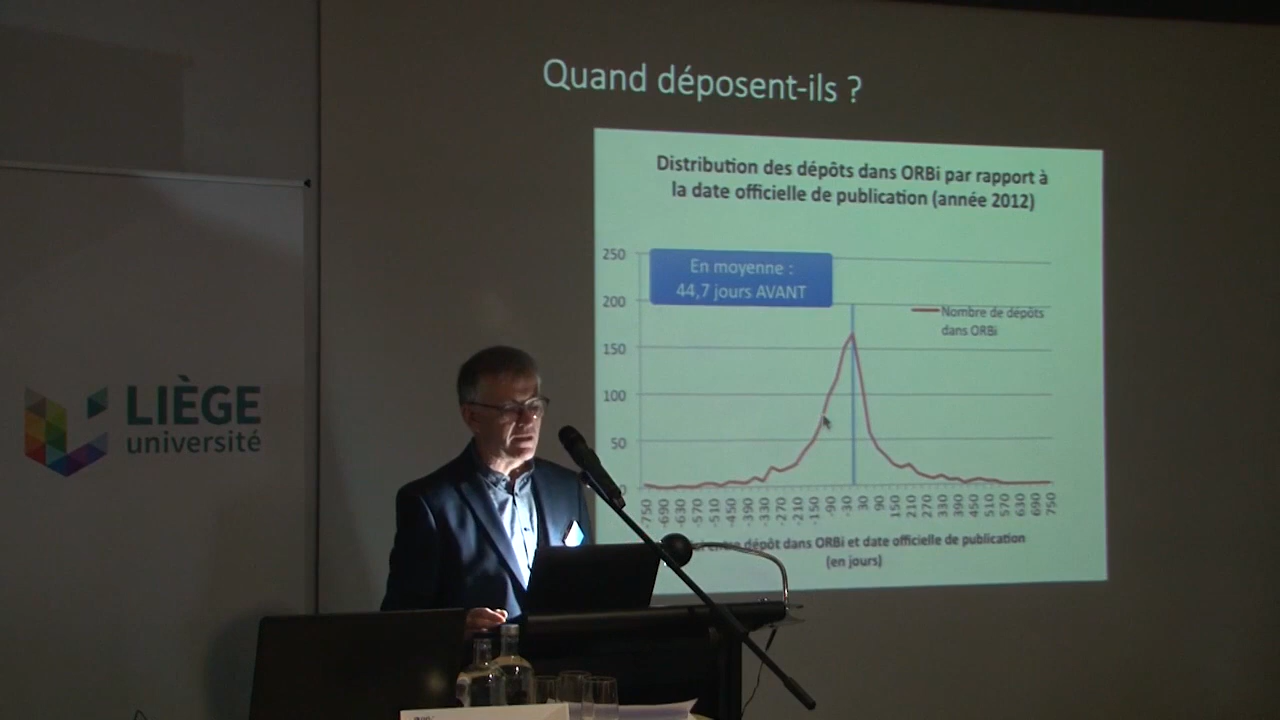 Quand déposent-ils ?
Distribution des dépôts dans ORBi par rapport à
la date officielle de publication (année 2012)
En moyenne :
44,7 jours AVANT
250
200
150
100
50
0
Nombre de dépôts
dans ORBi
-750 -690 -630 -570 -510 -450 -390 -330 -270 -210 -150 -90 -30 30 90 150 210 270 330 390 450 510 570 630 690 750
entre dépôt dans ORBi et date officielle de publication
(en jours)
LIÈGE
université